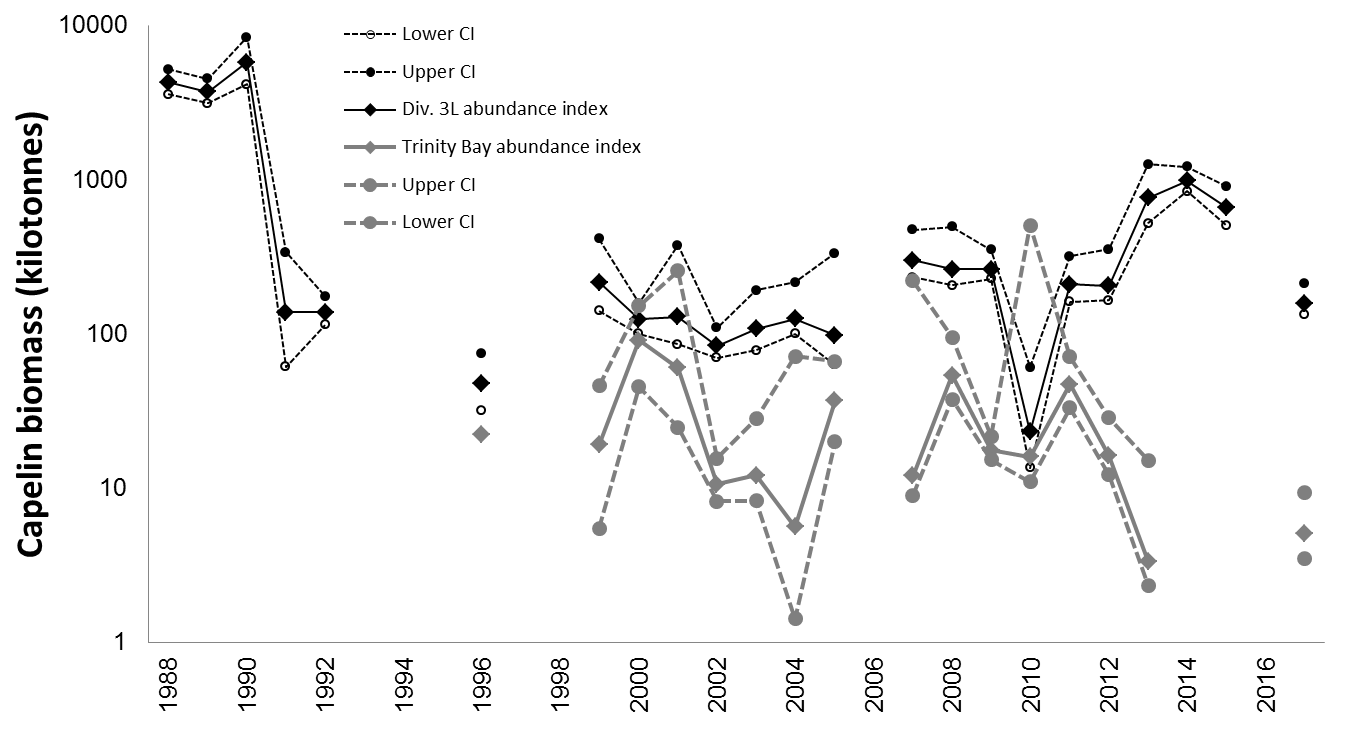 Capelin biomass (kilotonnes)
10000
1000
100
10
1
Lower CI
Upper CI
Div. 3L abundance index
Trinity Bay abundance index
Upper CI
Lower CI
1988
1990
1992
1994
1996
1998
2000
2002
2004
2006
2008
2010
2012
2014
2016